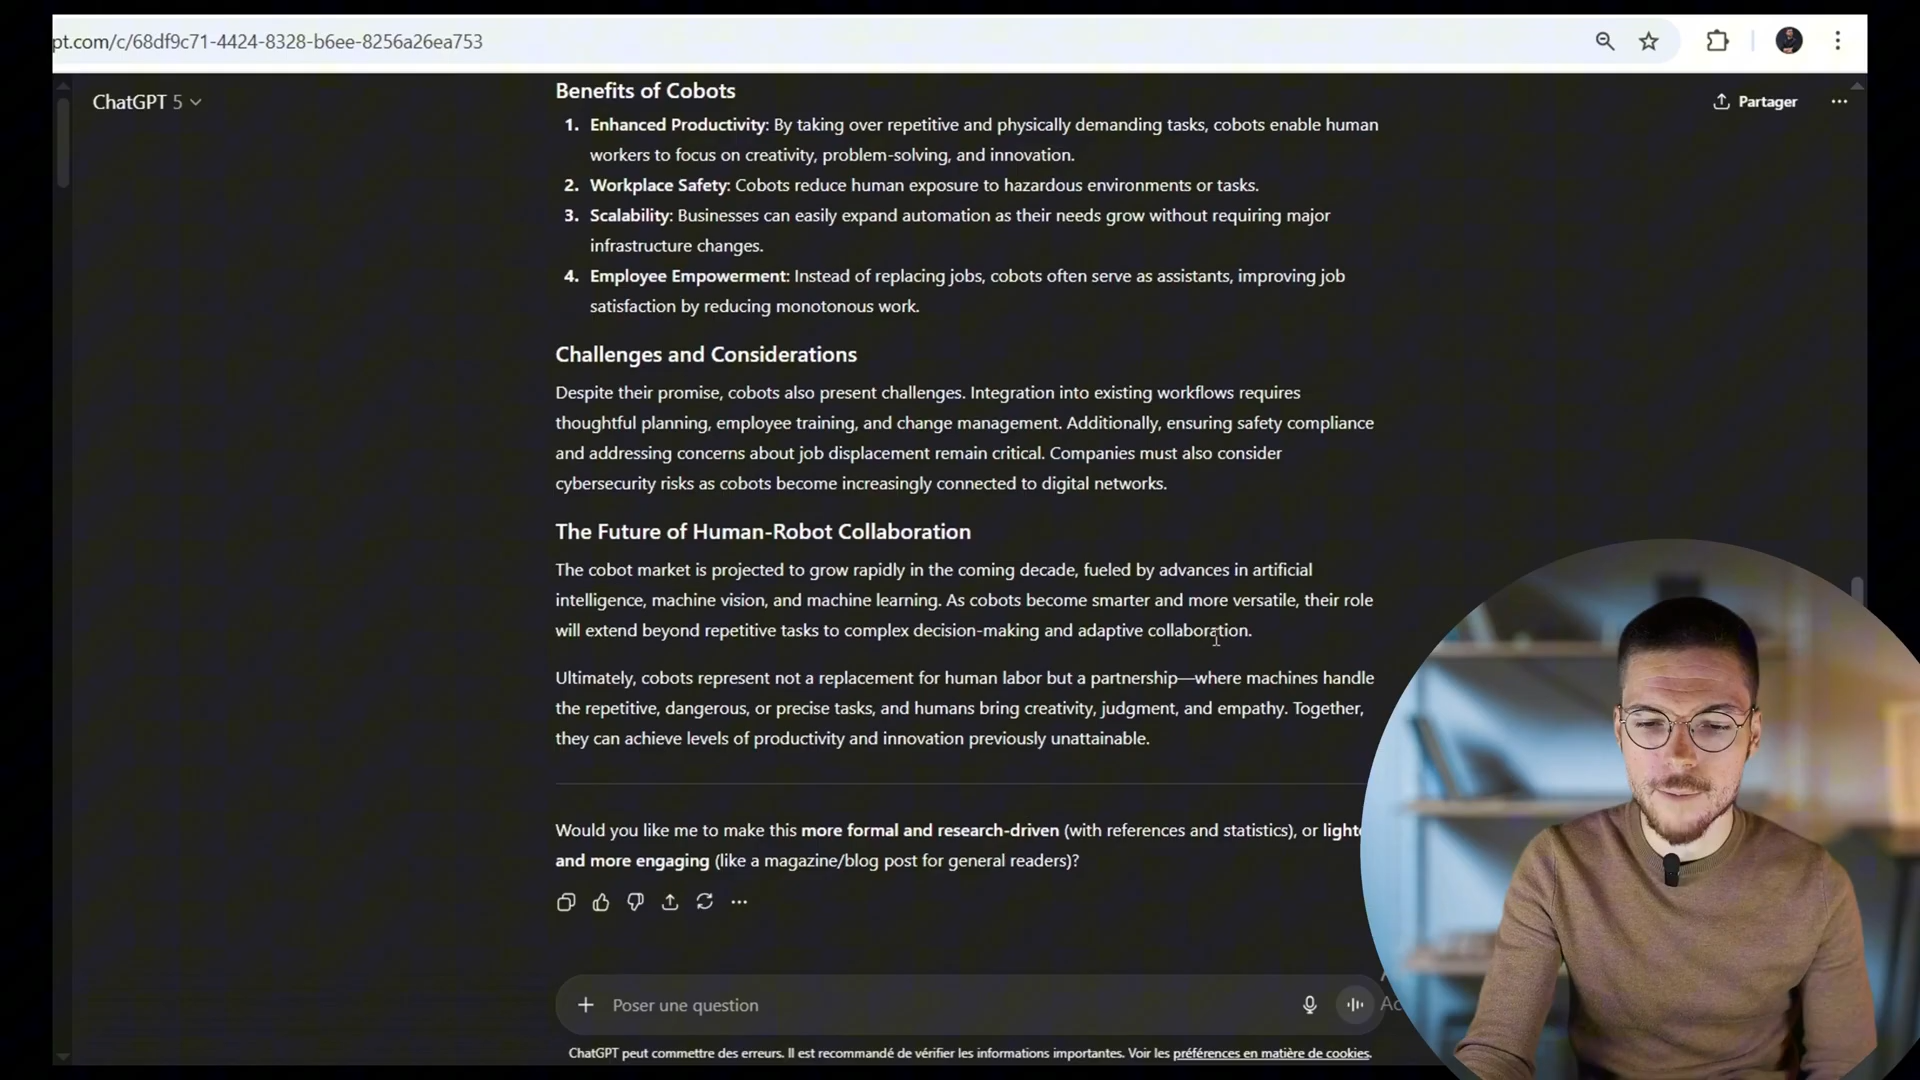 pt.com/c/68df9c71-4424-8328-b6ee-8256a26ea753
ChatGPT 5
Partager
Benefits of Cobots
1. Enhanced Productivity: By taking over repetitive and physically demanding tasks, cobots enable human
workers to focus on creativity, problem-solving, and innovation.
2. Workplace Safety: Cobots reduce human exposure to hazardous environments or tasks.
3. Scalability: Businesses can easily expand automation as their needs grow without requiring major
infrastructure changes.
4. Employee Empowerment: Instead of replacing jobs, cobots often serve as assistants, improving job
satisfaction by reducing monotonous work.
Challenges and Considerations
Despite their promise, cobots also present challenges. Integration into existing workflows requires
thoughtful planning, employee training, and change management. Additionally, ensuring safety compliance
and addressing concerns about job displacement remain critical. Companies must also consider
cybersecurity risks as cobots become increasingly connected to digital networks.
The Future of Human-Robot Collaboration
The cobot market is projected to grow rapidly in the coming decade, fueled by advances in artificial
intelligence, machine vision, and machine learning. As cobots become smarter and more versatile, their role
will extend beyond repetitive tasks to complex decision-making and adaptive collaboration.
Ultimately, cobots represent not a replacement for human labor but a partnership—where machines handle
the repetitive, dangerous, or precise tasks, and humans bring creativity, judgment, and empathy. Together,
they can achieve levels of productivity and innovation previously unattainable.
Would you like me to make this more formal and research-driven (with references and statistics), or
and more engaging (like a magazine/blog post for general readers)?
Poser une question
ChatGPT peut commettre des erreurs. Il est recommandé de vérifier les informations importantes. Voir les préférences en matière de cookies.